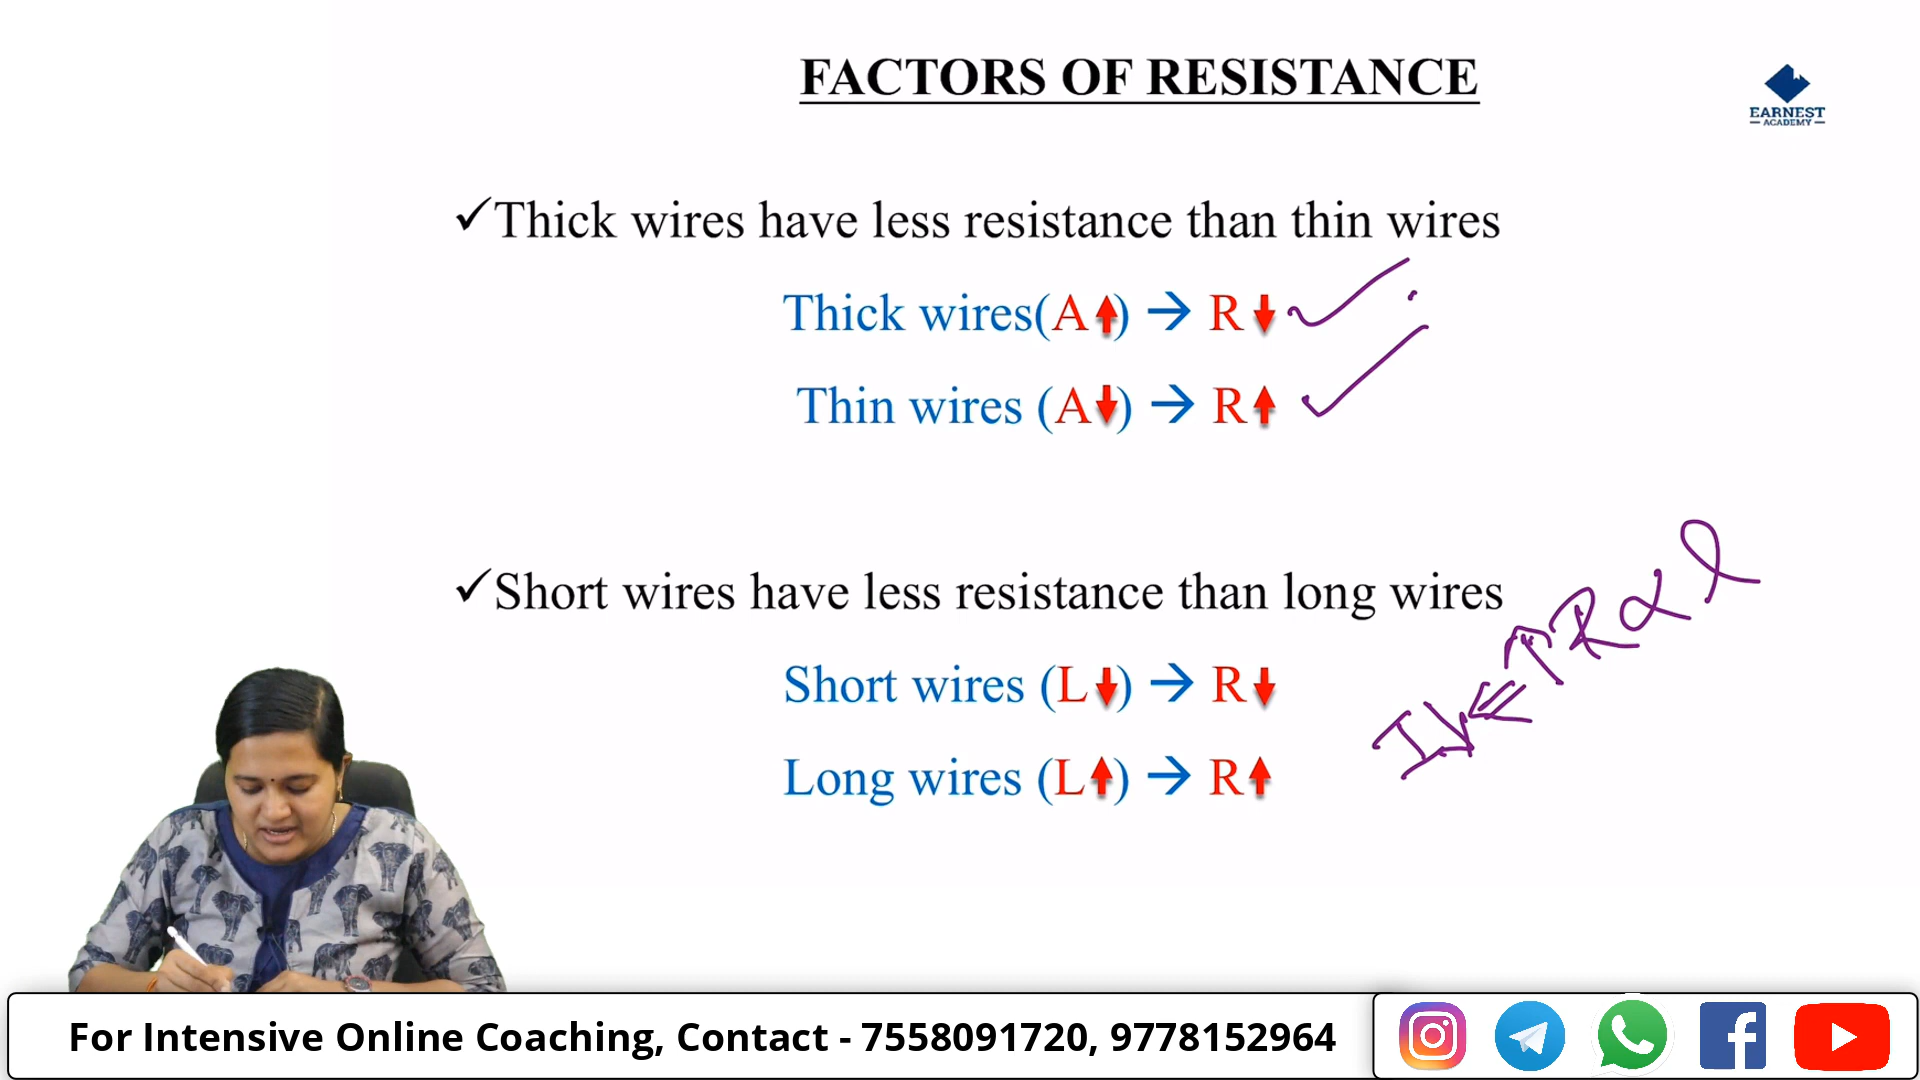 FACTORS OF RESISTANCE
EARNEST
ACADEMY
✓Thick wires have less resistance than thin wires
Thick wires(A⬆) → R⬇
Thin wires (A⬇) → R⬆
✓Short wires have less resistance than long wires
R α l
Short wires (L⬇) → R⬇
I
Long wires (L⬆) → R⬆
For Intensive Online Coaching, Contact - 7558091720, 9778152964